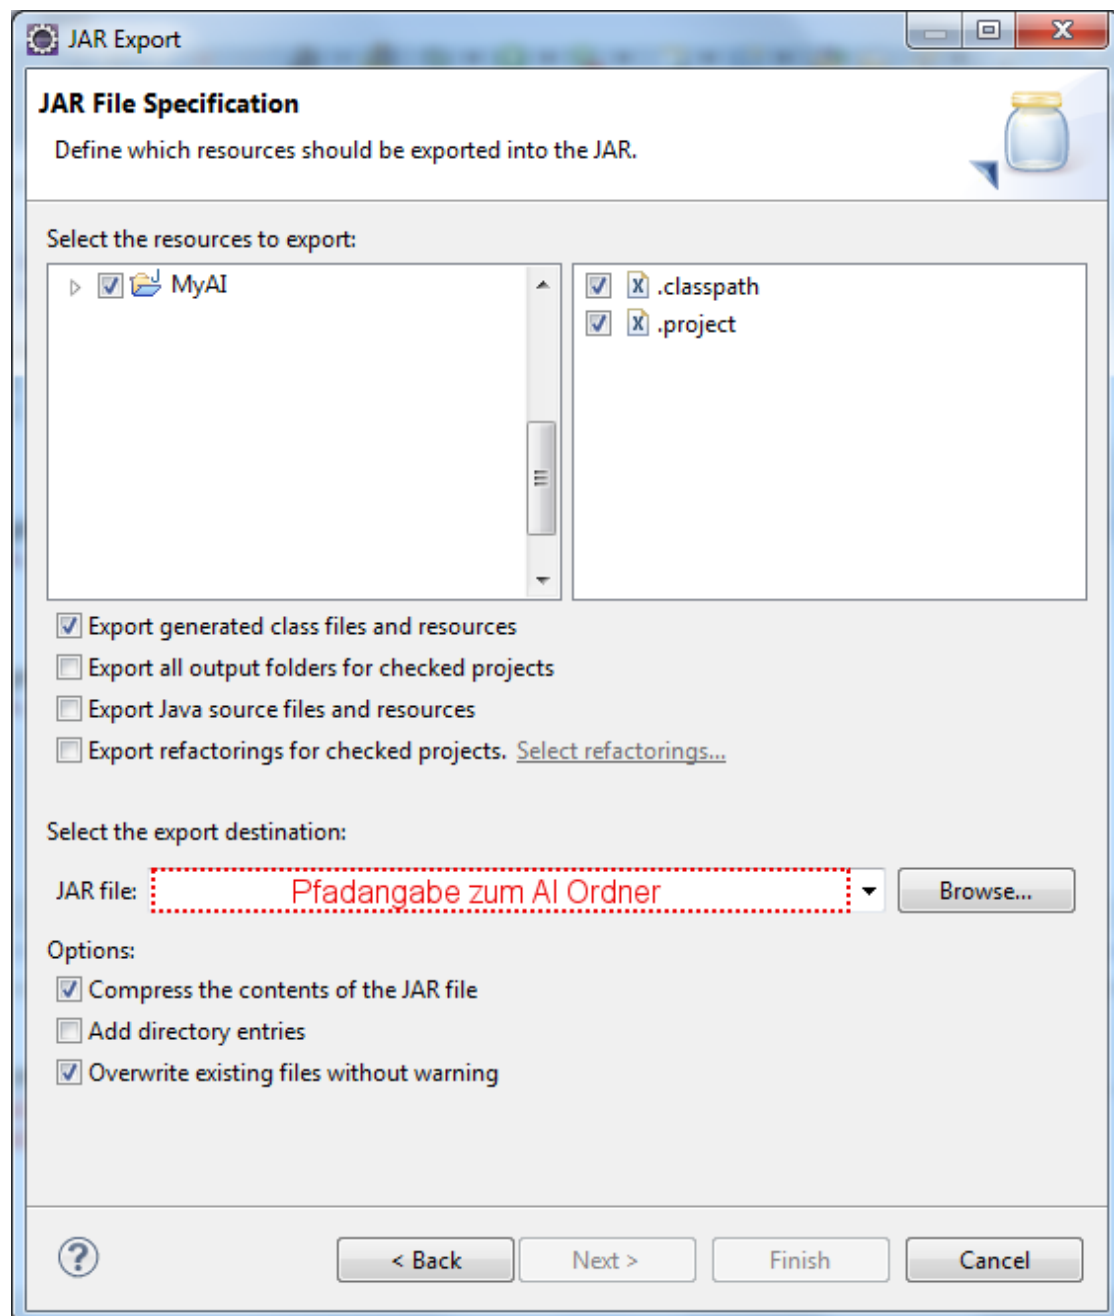 JAR Export
JAR File Specification
Define which resources should be exported into the JAR.
Select the resources to export:
MyAI
.classpath
.project
Export generated class files and resources
Export all output folders for checked projects
Export Java source files and resources
Export refactorings for checked projects. Select refactorings...
Select the export destination:
JAR file: Pfadangabe zum AI Ordner Browse...
Options:
Compress the contents of the JAR file
Add directory entries
Overwrite existing files without warning
? < Back Next > Finish Cancel